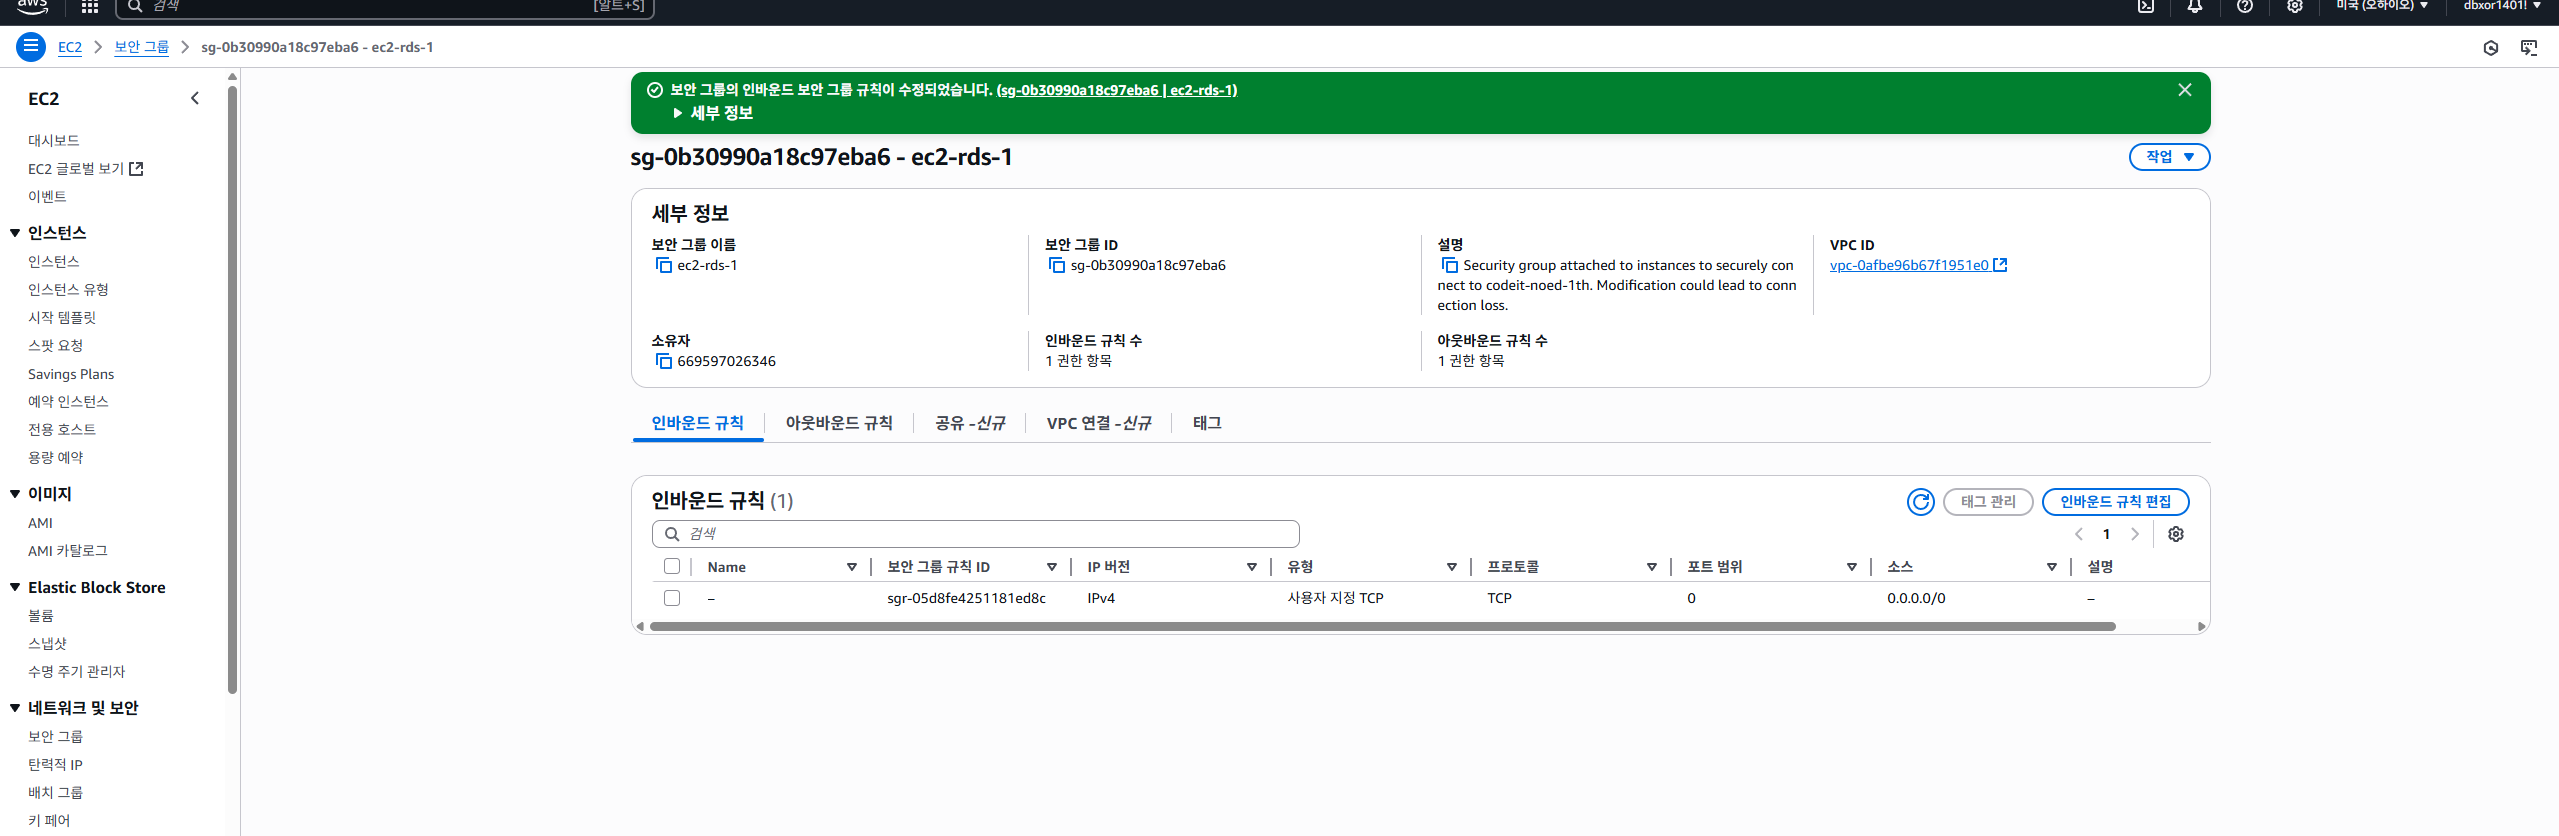 aws
검색
[알트+S]
미국 (오하이오)
dbxor1401!
EC2
보안 그룹
sg-0b30990a18c97eba6 - ec2-rds-1
EC2
대시보드
EC2 글로벌 보기
이벤트
인스턴스
인스턴스
인스턴스 유형
시작 템플릿
스팟 요청
Savings Plans
예약 인스턴스
전용 호스트
용량 예약
이미지
AMI
AMI 카탈로그
Elastic Block Store
볼륨
스냅샷
수명 주기 관리자
네트워크 및 보안
보안 그룹
탄력적 IP
배치 그룹
키 페어
보안 그룹의 인바운드 보안 그룹 규칙이 수정되었습니다. (sg-0b30990a18c97eba6 | ec2-rds-1)
세부 정보
sg-0b30990a18c97eba6 - ec2-rds-1
작업
세부 정보
보안 그룹 이름
ec2-rds-1
보안 그룹 ID
sg-0b30990a18c97eba6
설명
Security group attached to instances to securely con
nect to codeit-noed-1th. Modification could lead to conn
ection loss.
VPC ID
vpc-0afbe96b67f1951e0
소유자
669597026346
인바운드 규칙 수
1 권한 항목
아웃바운드 규칙 수
1 권한 항목
인바운드 규칙
아웃바운드 규칙
공유 -신규
VPC 연결 -신규
태그
인바운드 규칙 (1)
태그 관리
인바운드 규칙 편집
검색
1
Name
보안 그룹 규칙 ID
IP 버전
유형
프로토콜
포트 범위
소스
설명
–
sgr-05d8fe4251181ed8c
IPv4
사용자 지정 TCP
TCP
0
0.0.0.0/0
–